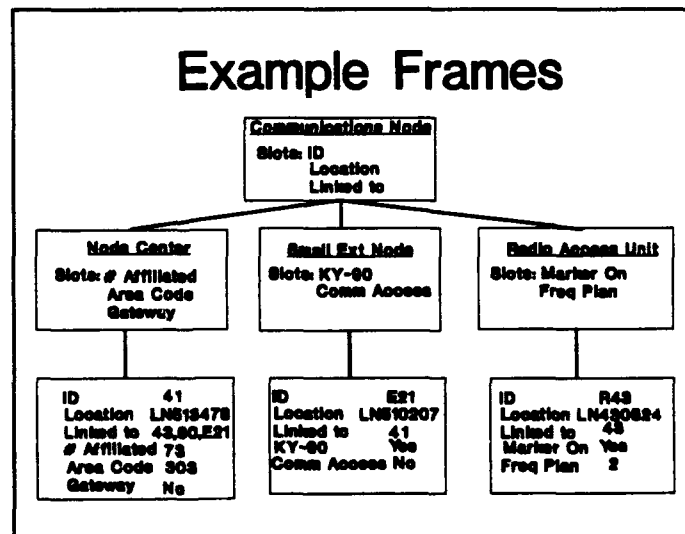 Example Frames
Communications Node
Slots: ID
Location
Linked to
Node Center
Slots: # Affiliated
Area Code
Gateway
Small Ext Node
Slots: KY-90
Comm Access
Radio Access Unit
Slots: Marker On
Freq Plan
ID 41
Location LN513478
Linked to 43,60,E21
# Affiliated 73
Area Code 303
Gateway No
ID E21
Location LN510207
Linked to 41
KY-90 Yes
Comm Access No
ID R43
Location
Linked to 43
Marker On Yes
Freq Plan 2